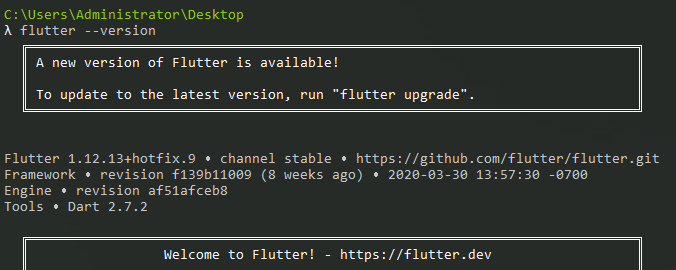 C:\Users\Administrator\Desktop
λ flutter --version
A new version of Flutter is available!
To update to the latest version, run "flutter upgrade".
Flutter 1.12.13+hotfix.9 • channel stable • https://github.com/flutter/flutter.git
Framework • revision f139b11009 (8 weeks ago) • 2020-03-30 13:57:30 -0700
Engine • revision af51afceb8
Tools • Dart 2.7.2
Welcome to Flutter! - https://flutter.dev